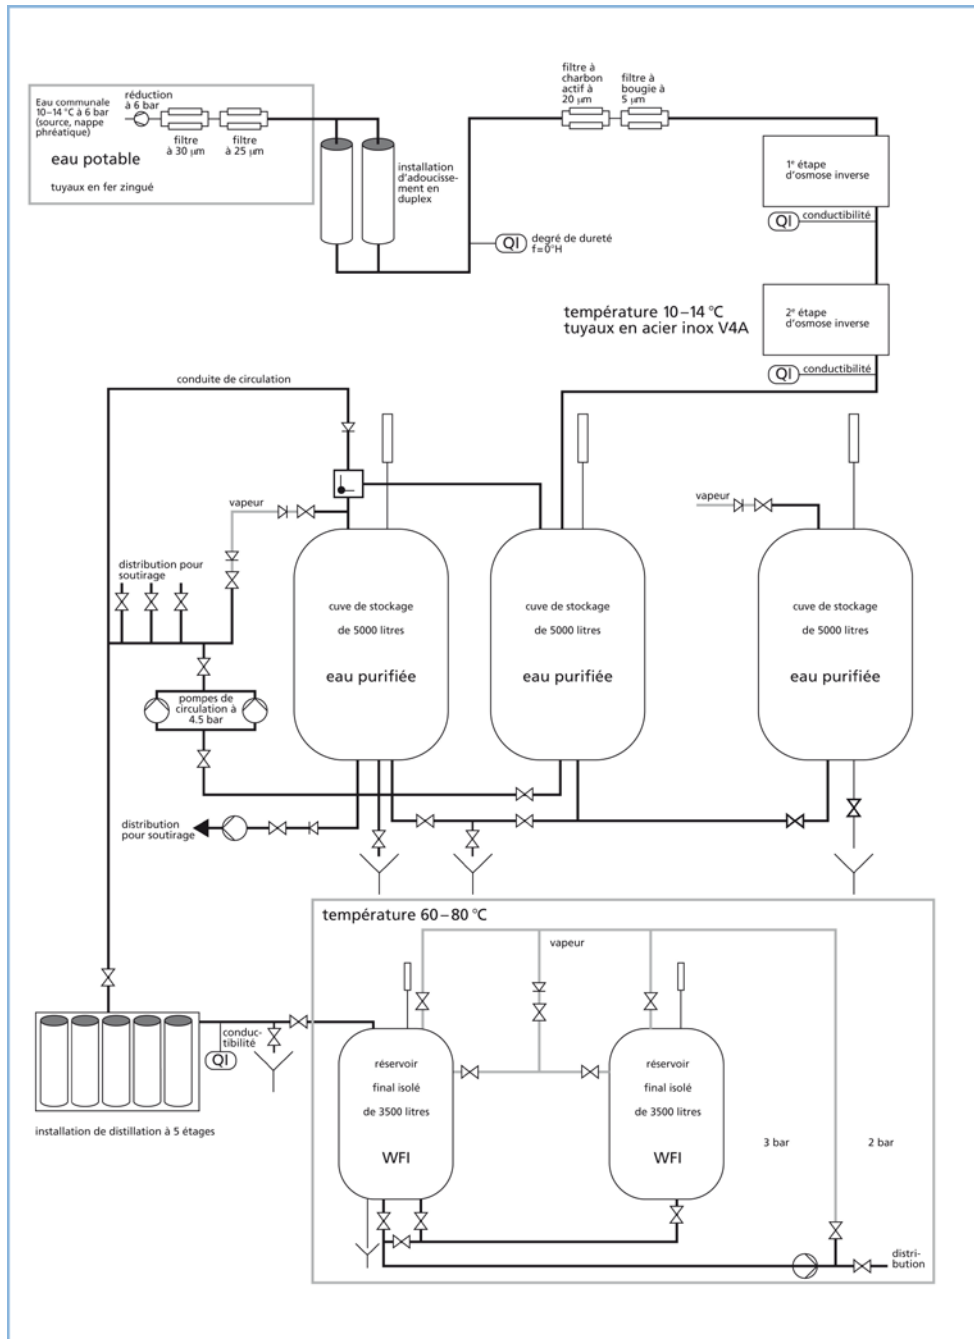 Eau communale
10–14 °C à 6 bar
(source, nappe
phréatique)
réduction
à 6 bar
filtre
à 30 µm
filtre
à 25 µm
eau potable
tuyaux en fer zingué
installation
d'adoucisse-
ment en
duplex
QI
degré de dureté
f=0°H
filtre à
charbon
actif à
20 µm
filtre à
bougie à
5 µm
1e étape
d'osmose inverse
QI
conductibilité
température 10–14 °C
tuyaux en acier inox V4A
2e étape
d'osmose inverse
QI
conductibilité
conduite de circulation
vapeur
vapeur
distribution pour
soutirage
cuve de stockage
de 5000 litres
eau purifiée
cuve de stockage
de 5000 litres
eau purifiée
cuve de stockage
de 5000 litres
eau purifiée
pompes de
circulation à
4.5 bar
distribution
pour soutirage
température 60–80 °C
vapeur
conduc-
tibilité
QI
installation de distillation à 5 étages
réservoir
final isolé
de 3500 litres
WFI
réservoir
final isolé
de 3500 litres
WFI
3 bar
2 bar
distri-
bution